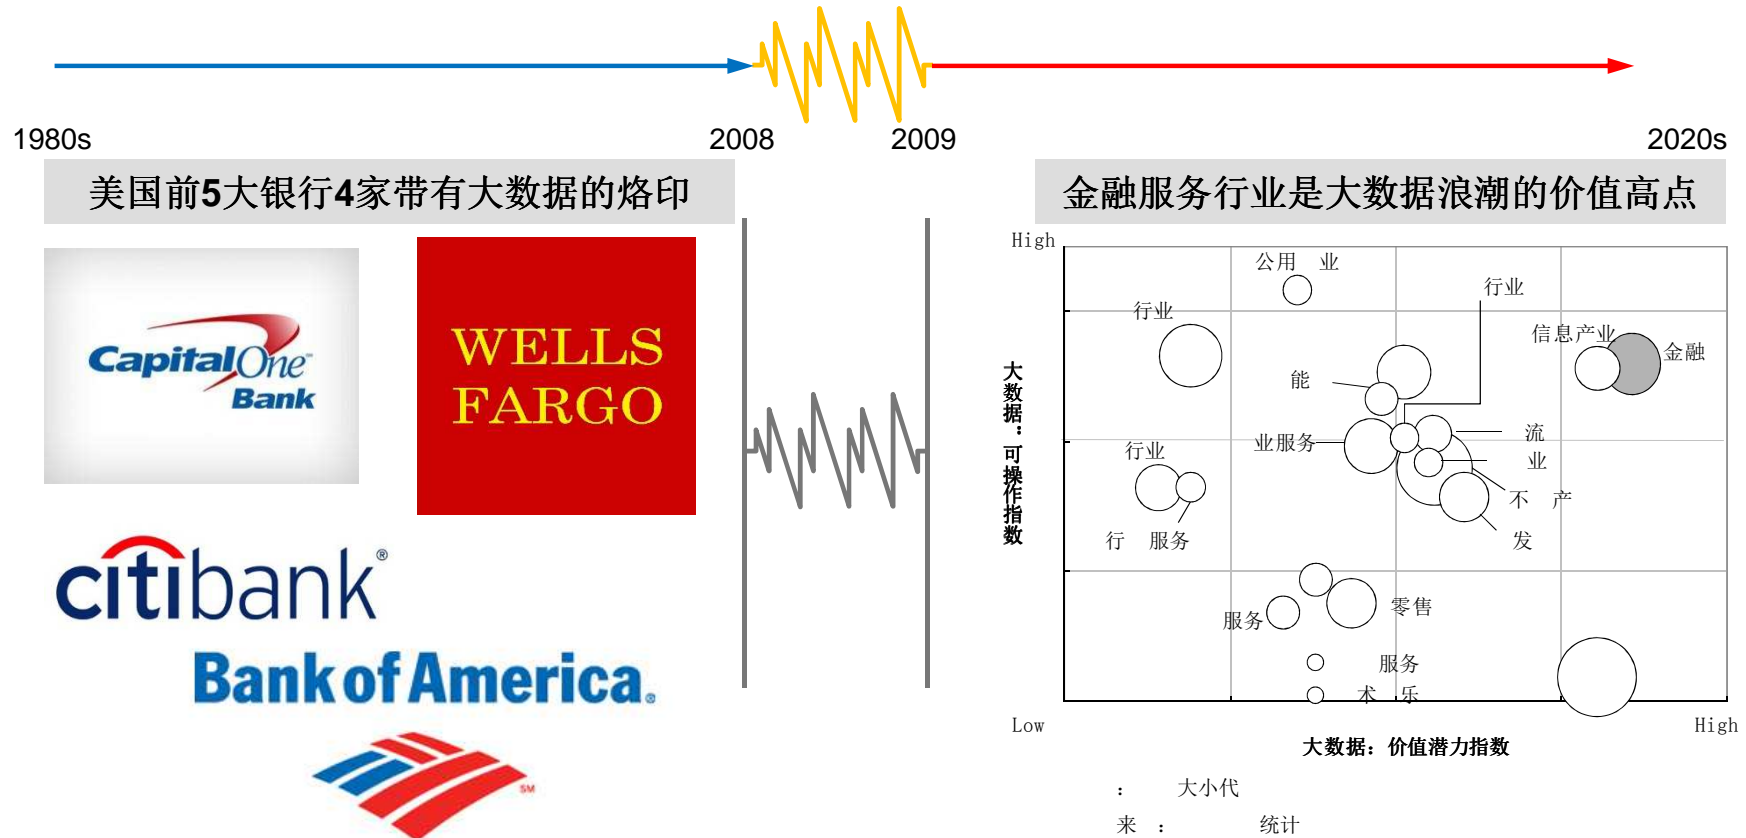 1980s
2008
2009
2020s
美国前5大银行4家带有大数据的烙印
金融服务行业是大数据浪潮的价值高点
CapitalOne
Bank
WELLS
FARGO
citibank®
Bank of America®
SM
High
公用 业
行业
行业
信息产业
金融
能
大数据：可操作指数
业服务
流
行业
业
不 产
行 服务
发
服务
零售
服务
术 乐
Low
High
大数据：价值潜力指数
： 大小代
来 ： 统计